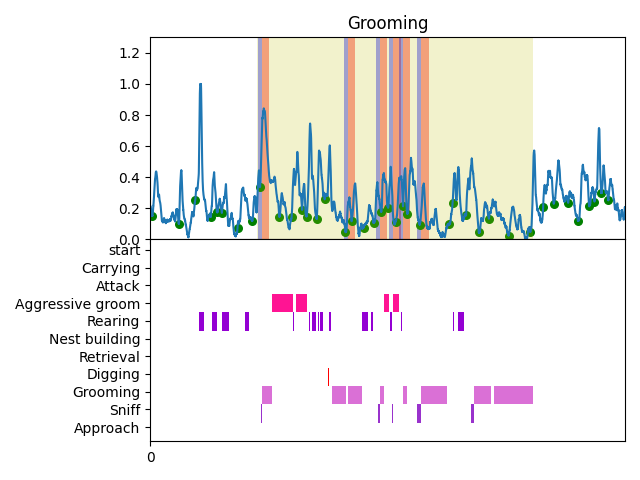 Grooming
1.2
1.0
0.8
0.6
0.4
0.2
0.0
start
Carrying
Attack
Aggressive groom
Rearing
Nest building
Retrieval
Digging
Grooming
Sniff
Approach
0